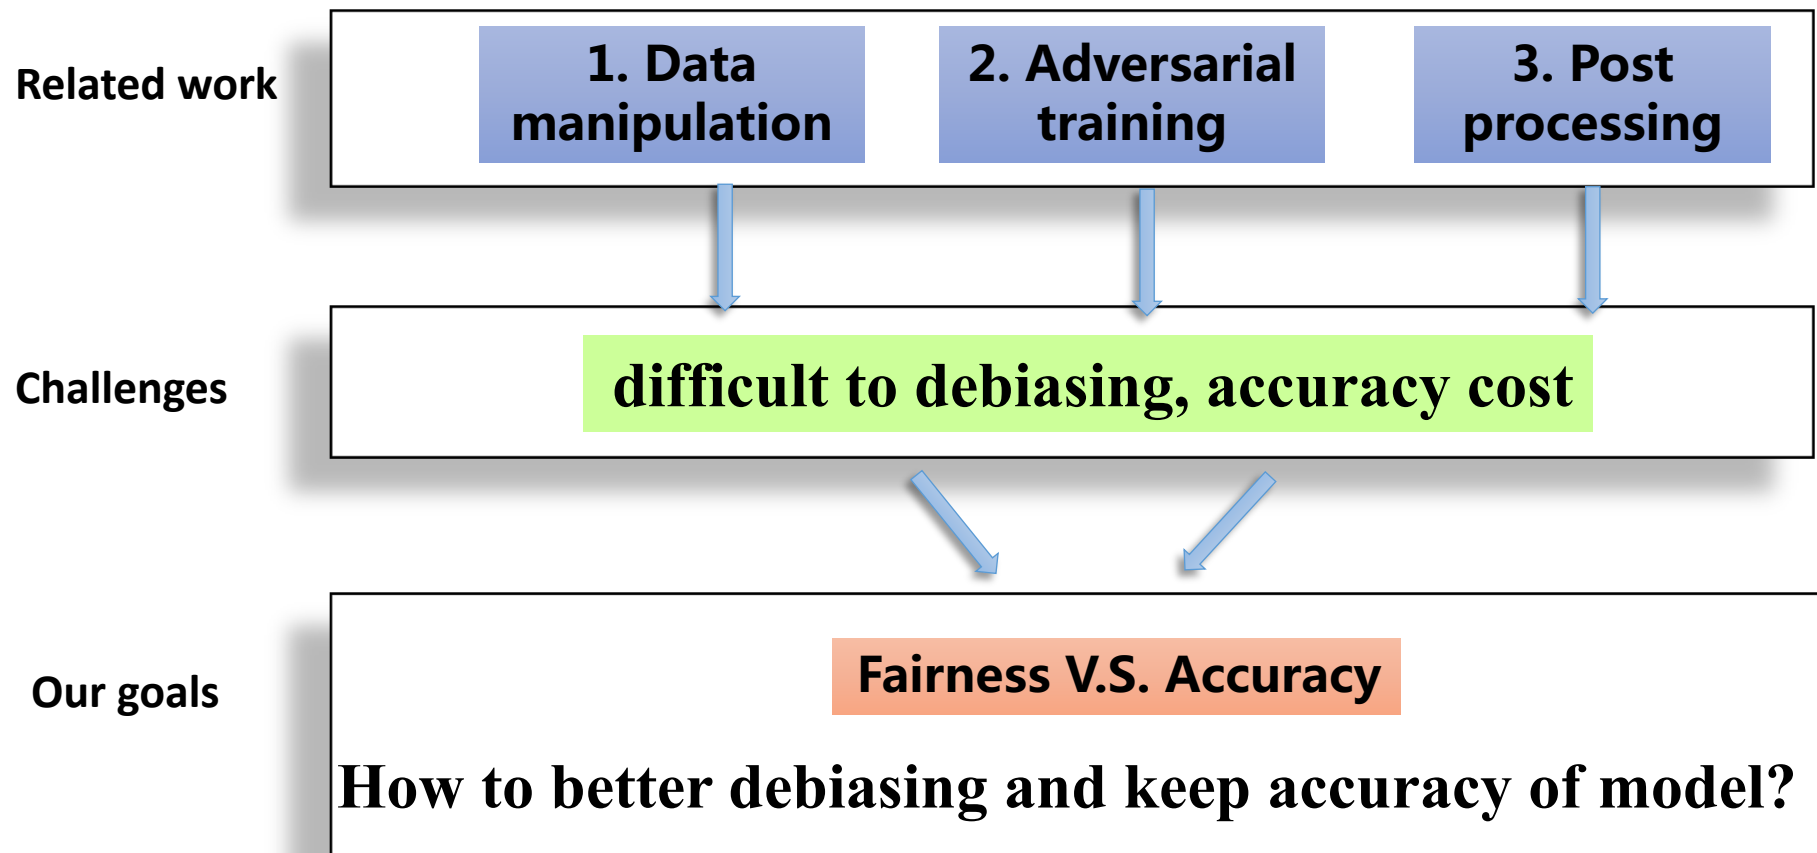 Related work
1. Data
manipulation
2. Adversarial
training
3. Post
processing
Challenges
difficult to debiasing, accuracy cost
Our goals
Fairness V.S. Accuracy
How to better debiasing and keep accuracy of model?